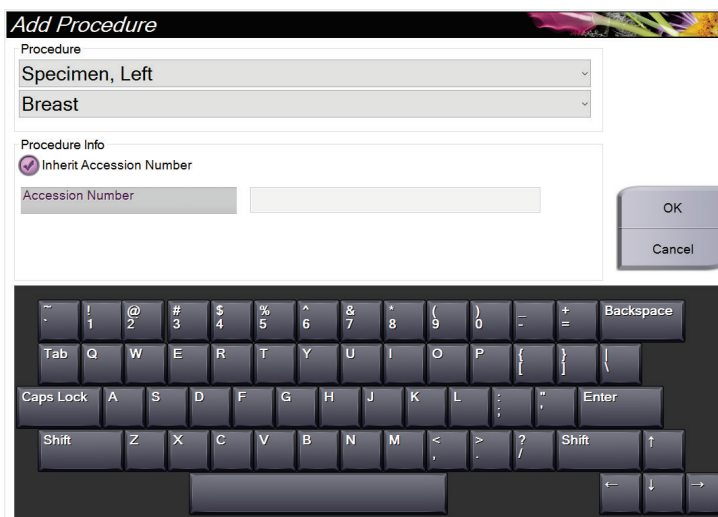 Add Procedure
Procedure
Specimen, Left
Breast
Procedure Info
Inherit Accession Number
Accession Number
OK
Cancel
~ ! @ # $ % ^ & * ( ) _ + Backspace
` 1 2 3 4 5 6 7 8 9 0 - =
Tab Q W E R T Y U I O P { } |
[ ] \
Caps Lock A S D F G H J K L : " Enter
; '
Shift Z X C V B N M < > ? Shift ↑
, . /
← ↓ →